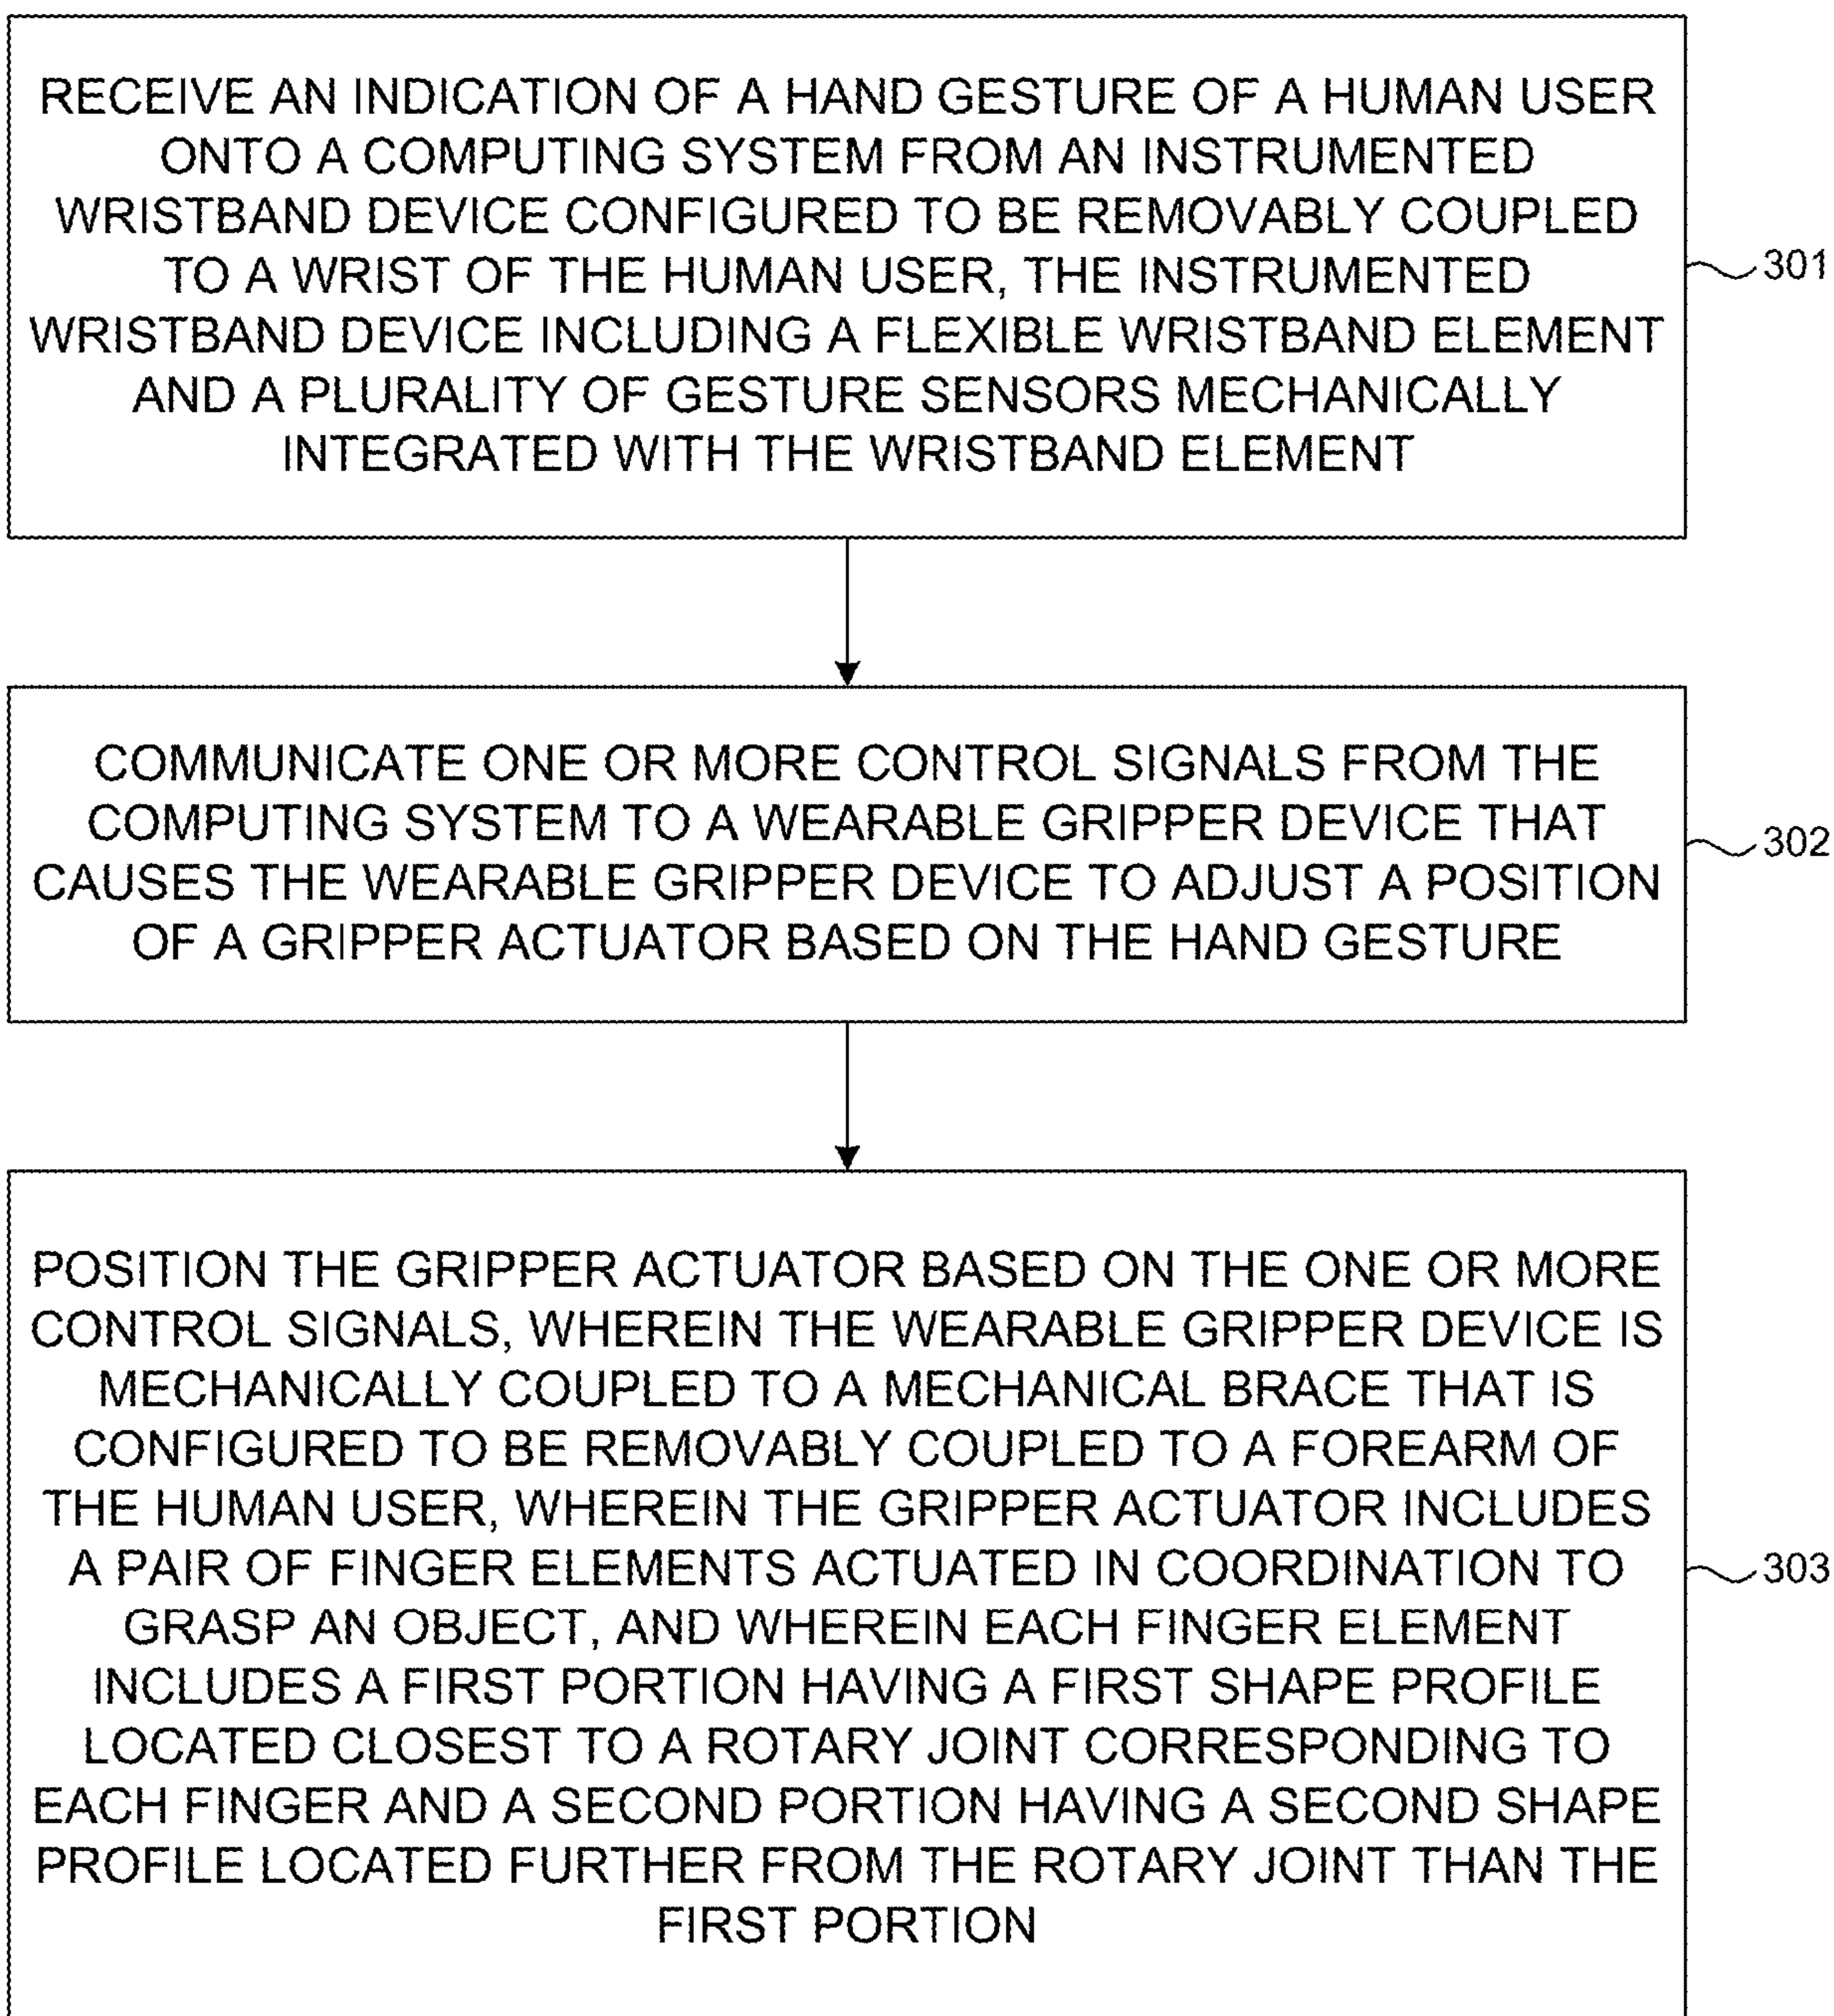 RECEIVE AN INDICATION OF A HAND GESTURE OF A HUMAN USER
ONTO A COMPUTING SYSTEM FROM AN INSTRUMENTED
WRISTBAND DEVICE CONFIGURED TO BE REMOVABLY COUPLED
TO A WRIST OF THE HUMAN USER, THE INSTRUMENTED
WRISTBAND DEVICE INCLUDING A FLEXIBLE WRISTBAND ELEMENT
AND A PLURALITY OF GESTURE SENSORS MECHANICALLY
INTEGRATED WITH THE WRISTBAND ELEMENT
301
COMMUNICATE ONE OR MORE CONTROL SIGNALS FROM THE
COMPUTING SYSTEM TO A WEARABLE GRIPPER DEVICE THAT
CAUSES THE WEARABLE GRIPPER DEVICE TO ADJUST A POSITION
OF A GRIPPER ACTUATOR BASED ON THE HAND GESTURE
302
POSITION THE GRIPPER ACTUATOR BASED ON THE ONE OR MORE
CONTROL SIGNALS, WHEREIN THE WEARABLE GRIPPER DEVICE IS
MECHANICALLY COUPLED TO A MECHANICAL BRACE THAT IS
CONFIGURED TO BE REMOVABLY COUPLED TO A FOREARM OF
THE HUMAN USER, WHEREIN THE GRIPPER ACTUATOR INCLUDES
A PAIR OF FINGER ELEMENTS ACTUATED IN COORDINATION TO
GRASP AN OBJECT, AND WHEREIN EACH FINGER ELEMENT
INCLUDES A FIRST PORTION HAVING A FIRST SHAPE PROFILE
LOCATED CLOSEST TO A ROTARY JOINT CORRESPONDING TO
EACH FINGER AND A SECOND PORTION HAVING A SECOND SHAPE
PROFILE LOCATED FURTHER FROM THE ROTARY JOINT THAN THE
FIRST PORTION
303